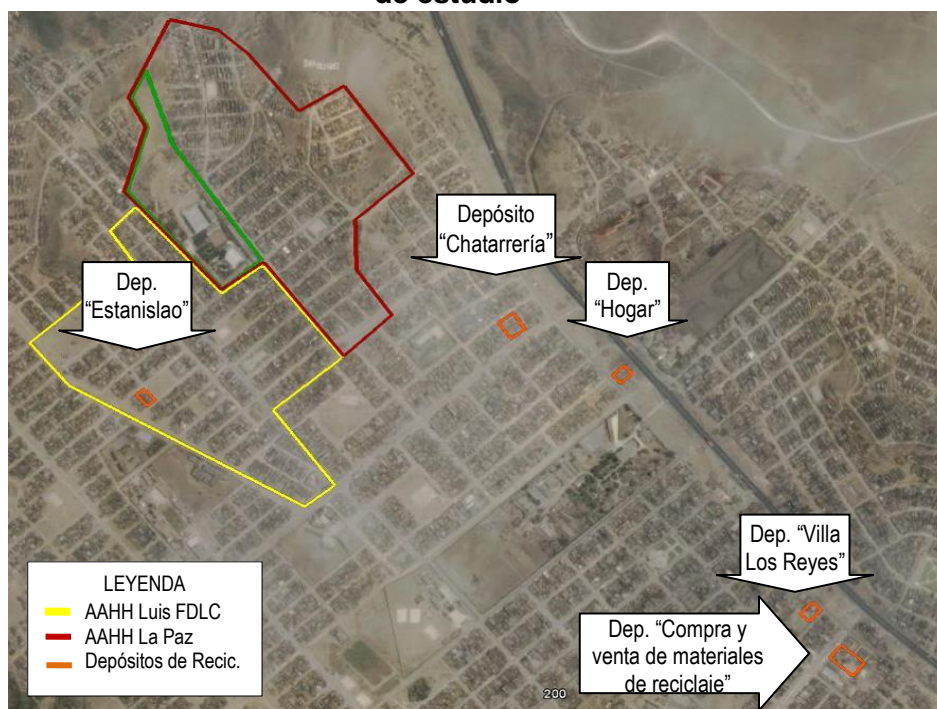 de estudio
Depósito
“Chatarrería”
Dep.
“Hogar”
Dep.
“Estanislao”
Dep. “Villa
Los Reyes”
Dep. “Compra y
venta de materiales
de reciclaie”
LEYENDA
AAHH Luis FDLC
AAHH La Paz
Depósitos de Recic.
200